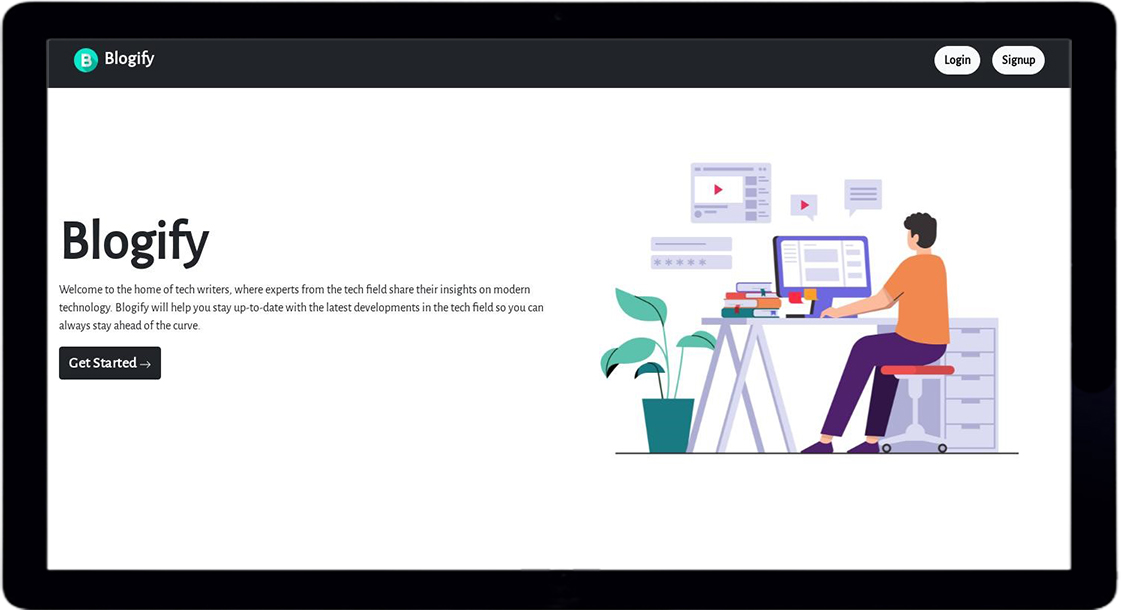 Blogify
Login
Signup
Blogify
Welcome to the home of tech writers, where experts from the tech field share their insights on modern
technology. Blogify will help you stay up-to-date with the latest developments in the tech field so you can
always stay ahead of the curve.
Get Started →